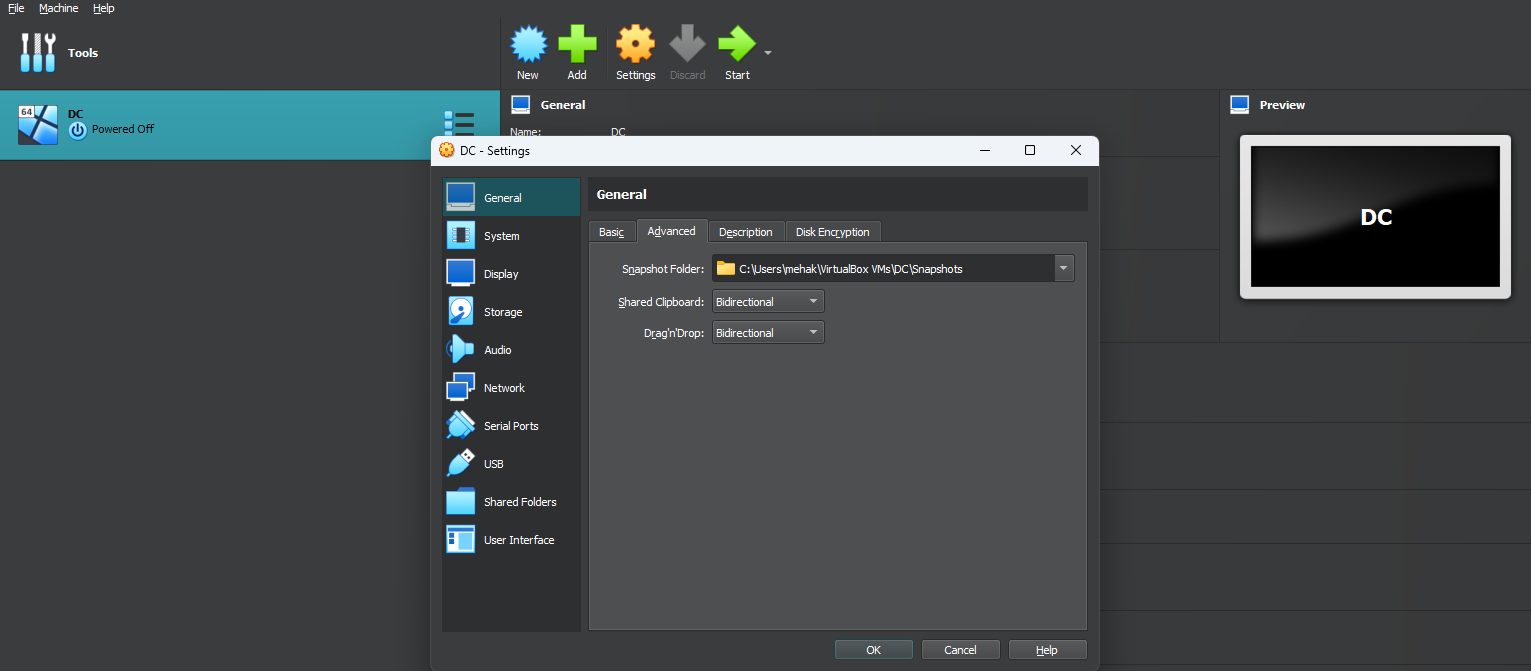 File Machine Help
Tools
New Add Settings Discard Start
64 DC
Powered Off
General
Name: DC
Preview
DC
DC - Settings
General
System
Display
Storage
Audio
Network
Serial Ports
USB
Shared Folders
User Interface
General
Basic Advanced Description Disk Encryption
Snapshot Folder: C:\Users\mehak\VirtualBox VMs\DC\Snapshots
Shared Clipboard: Bidirectional
Drag'n'Drop: Bidirectional
OK Cancel Help